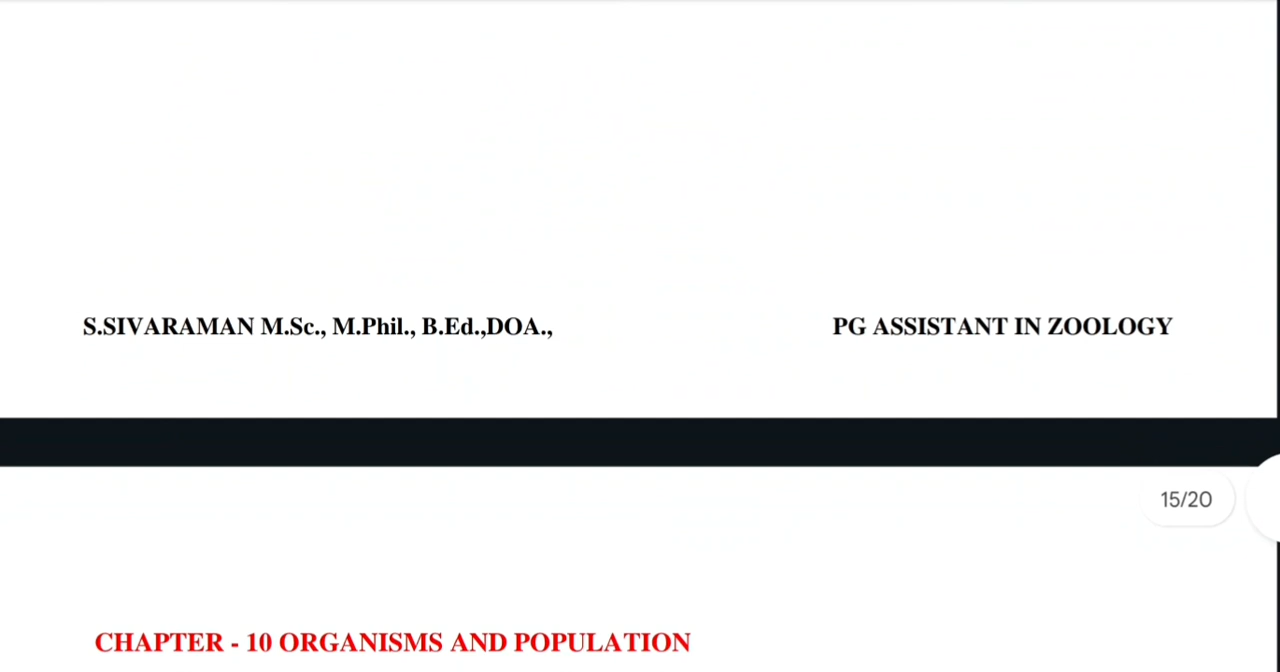 S.SIVARAMAN M.Sc., M.Phil., B.Ed.,DOA., PG ASSISTANT IN ZOOLOGY
15/20
CHAPTER - 10 ORGANISMS AND POPULATION